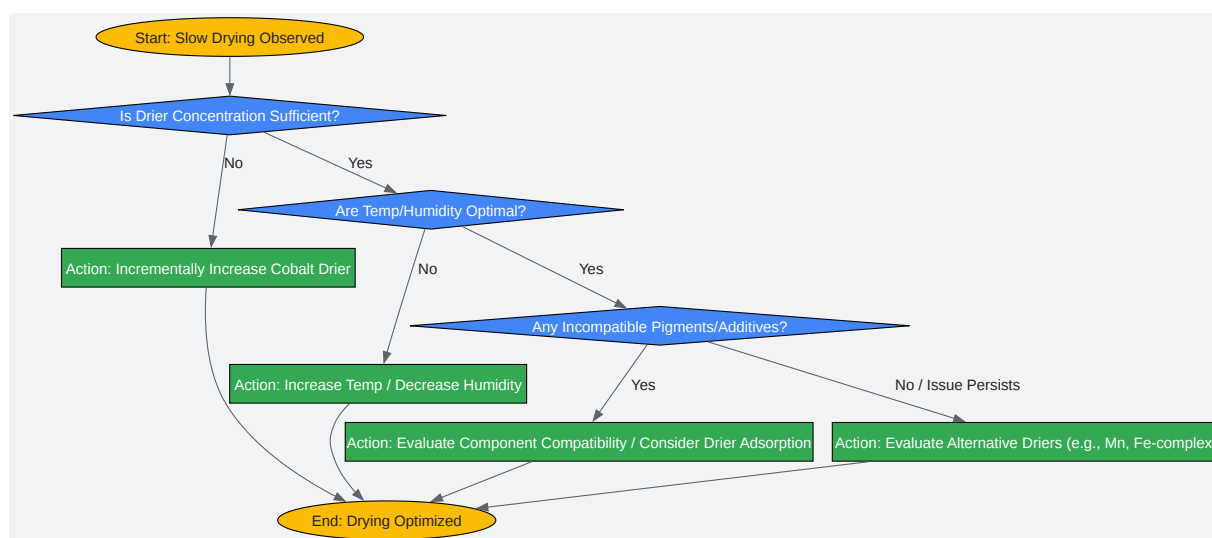 Start: Slow Drying Observed
Is Drier Concentration Sufficient?
No
Yes
Are Temp/Humidity Optimal?
Action: Incrementally Increase Cobalt Drier
No
Yes
Any Incompatible Pigments/Additives?
Action: Increase Temp / Decrease Humidity
Yes
No / Issue Persists
Action: Evaluate Component Compatibility / Consider Drier Adsorption
Action: Evaluate Alternative Driers (e.g., Mn, Fe-complex
End: Drying Optimized